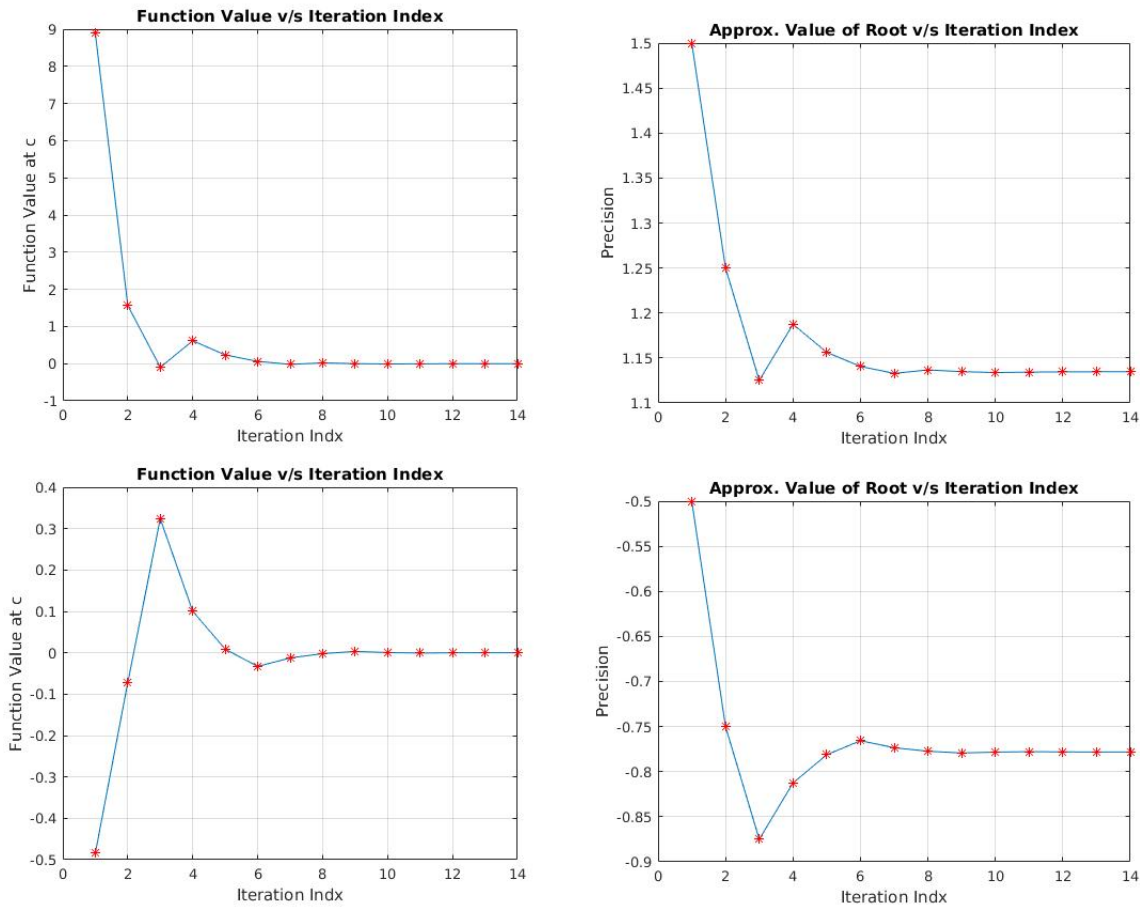 Function Value v/s Iteration Index
9
8
7
6
5
4
3
2
1
0
-1
Function Value at c
0 2 4 6 8 10 12 14
Iteration Indx
Approx. Value of Root v/s Iteration Index
1.5
1.45
1.4
1.35
1.3
1.25
1.2
1.15
1.1
Precision
0 2 4 6 8 10 12 14
Iteration Indx
Function Value v/s Iteration Index
0.4
0.3
0.2
0.1
0
-0.1
-0.2
-0.3
-0.4
-0.5
Function Value at c
0 2 4 6 8 10 12 14
Iteration Indx
Approx. Value of Root v/s Iteration Index
-0.5
-0.55
-0.6
-0.65
-0.7
-0.75
-0.8
-0.85
-0.9
Precision
0 2 4 6 8 10 12 14
Iteration Indx